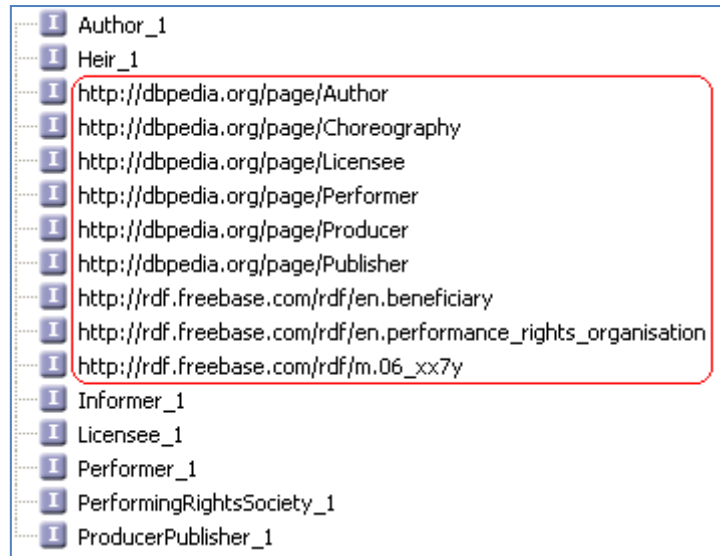 I Author_1
I Heir_1
I http://dbpedia.org/page/Author
I http://dbpedia.org/page/Choreography
I http://dbpedia.org/page/Licensee
I http://dbpedia.org/page/Performer
I http://dbpedia.org/page/Producer
I http://dbpedia.org/page/Publisher
I http://rdf.freebase.com/rdf/en.beneficiary
I http://rdf.freebase.com/rdf/en.performance_rights_organisation
I http://rdf.freebase.com/rdf/m.06_xx7y
I Informer_1
I Licensee_1
I Performer_1
I PerformingRightsSociety_1
I ProducerPublisher_1